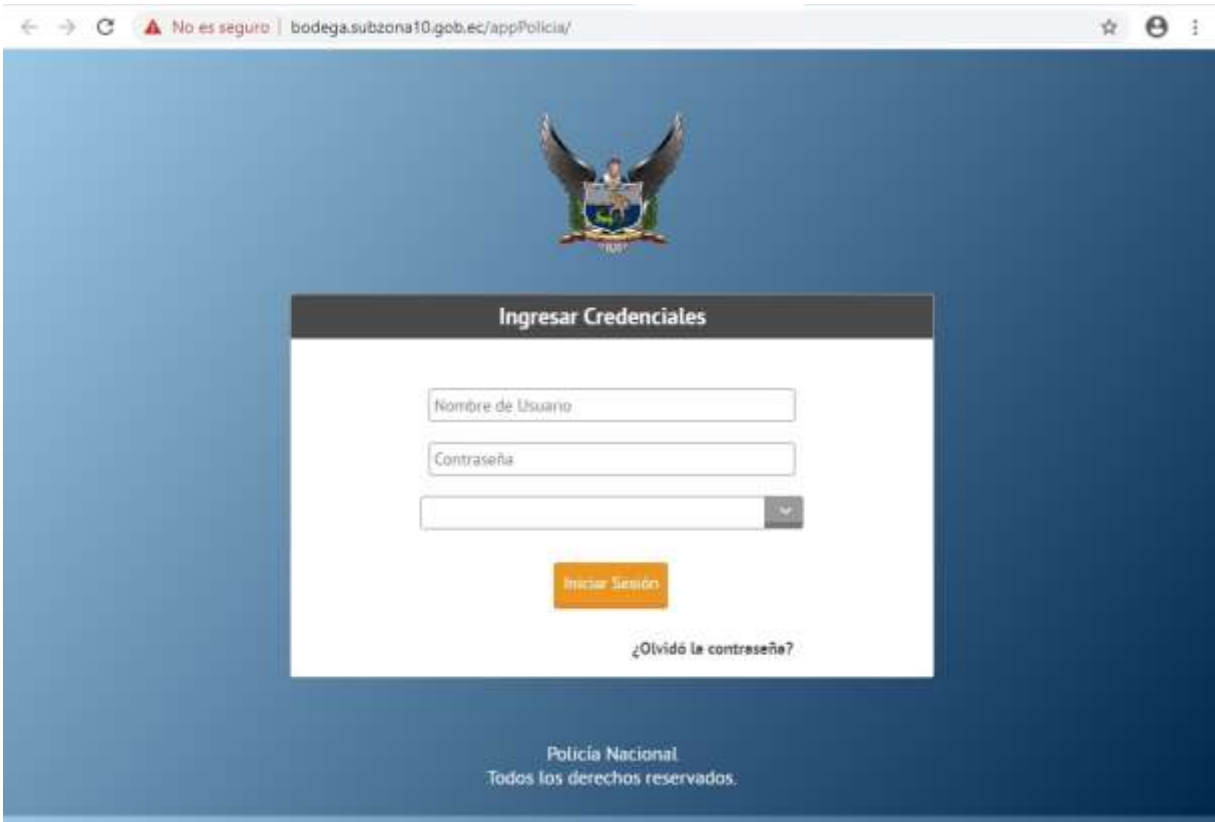 No es seguro | bodega.subzona10.gob.ec/appPolicia/
Ingresar Credenciales
Nombre de Usuario
Contraseña
Iniciar Sesión
¿Olvidó la contraseña?
Policía Nacional
Todos los derechos reservados.